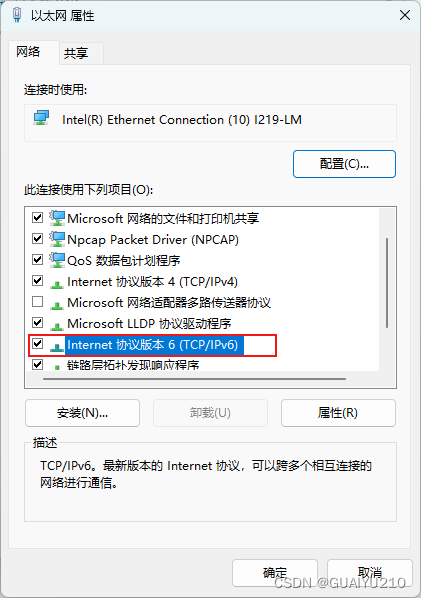 以太网 属性
网络
共享
连接时使用:
Intel(R) Ethernet Connection (10) I219-LM
配置(C)...
此连接使用下列项目(O):
Microsoft 网络的文件和打印机共享
Npcap Packet Driver (NPCAP)
QoS 数据包计划程序
Internet 协议版本 4 (TCP/IPv4)
Microsoft 网络适配器多路传送器协议
Microsoft LLDP 协议驱动程序
Internet 协议版本 6 (TCP/IPv6)
链路层拓扑发现响应程序
安装(N)...
卸载(U)
属性(R)
描述
TCP/IPv6。最新版本的 Internet 协议，可以跨多个相互连接的
网络进行通信。
确定
取消
CSDN @GUAIYU210